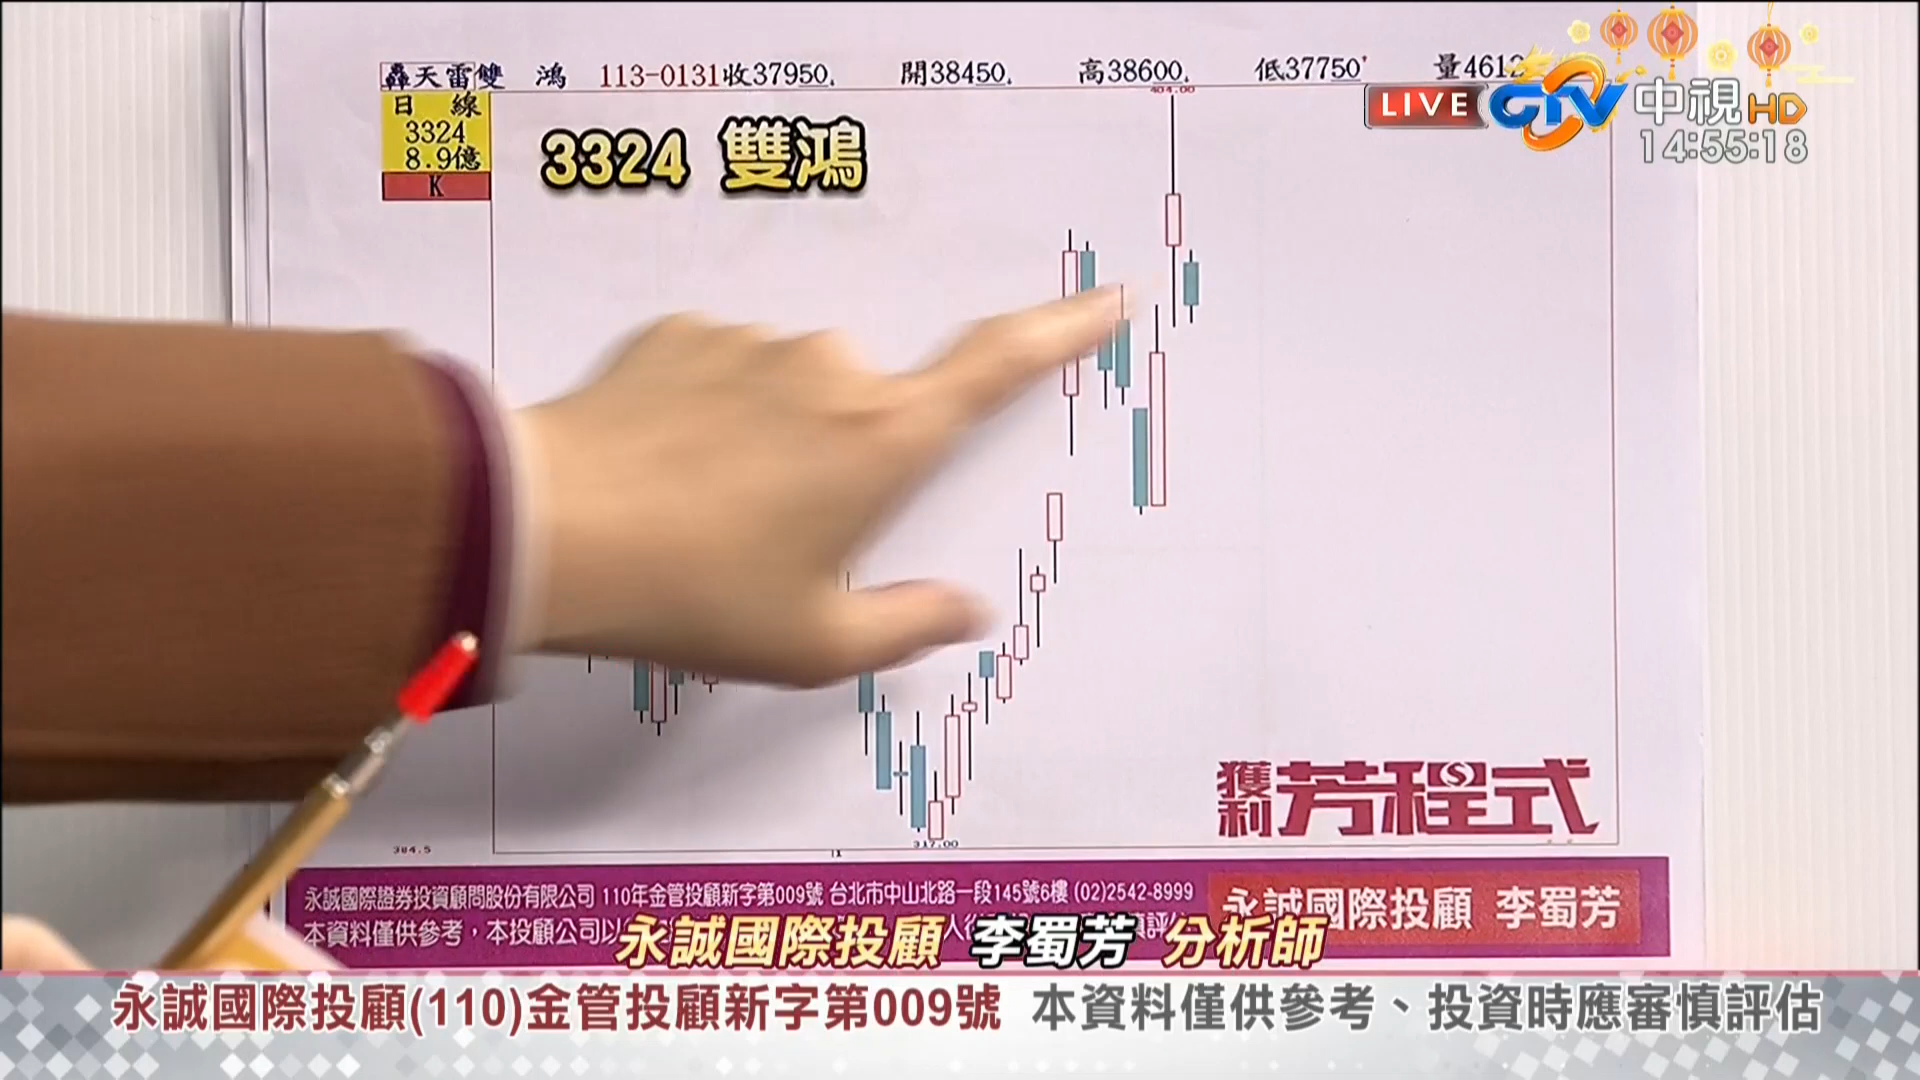 轟天雷雙 鴻 113-0131收37950. 開38450. 高38600. 低37750 量4612
LIVE CTV 中視HD
14:55:18
日 線
3324
8.9億
K
3324 雙鴻
404.00
317.00
304.5
獲利芳程式
永誠國際證券投資顧問股份有限公司 110年金管投顧新字第009號 台北市中山北路一段145號6樓 (02)2542-8999
本資料僅供參考，本投顧公司以
永誠國際投顧 李蜀芳
永誠國際投顧 李蜀芳 分析師
永誠國際投顧(110)金管投顧新字第009號 本資料僅供參考、投資時應審慎評估